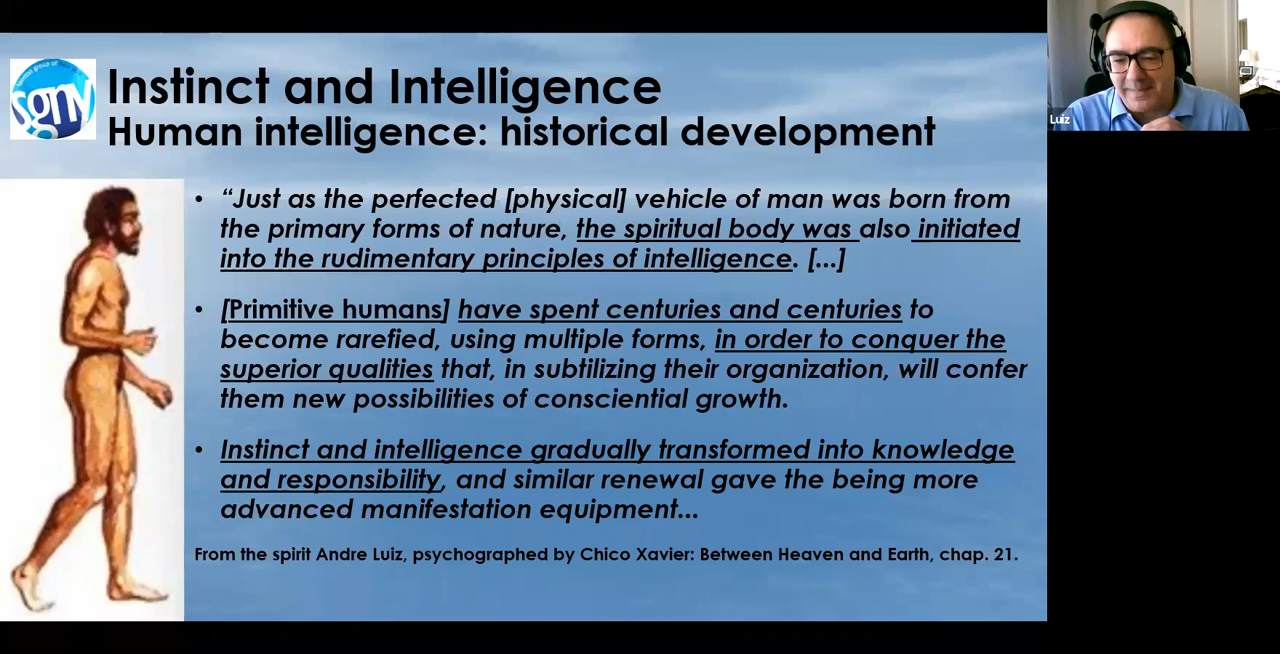 sgny
Instinct and Intelligence
Human intelligence: historical development
Luiz
• “Just as the perfected [physical] vehicle of man was born from
the primary forms of nature, the spiritual body was also initiated
into the rudimentary principles of intelligence. [...]
• [Primitive humans] have spent centuries and centuries to
become rarefied, using multiple forms, in order to conquer the
superior qualities that, in subtilizing their organization, will confer
them new possibilities of consciential growth.
• Instinct and intelligence gradually transformed into knowledge
and responsibility, and similar renewal gave the being more
advanced manifestation equipment...
From the spirit Andre Luiz, psychographed by Chico Xavier: Between Heaven and Earth, chap. 21.